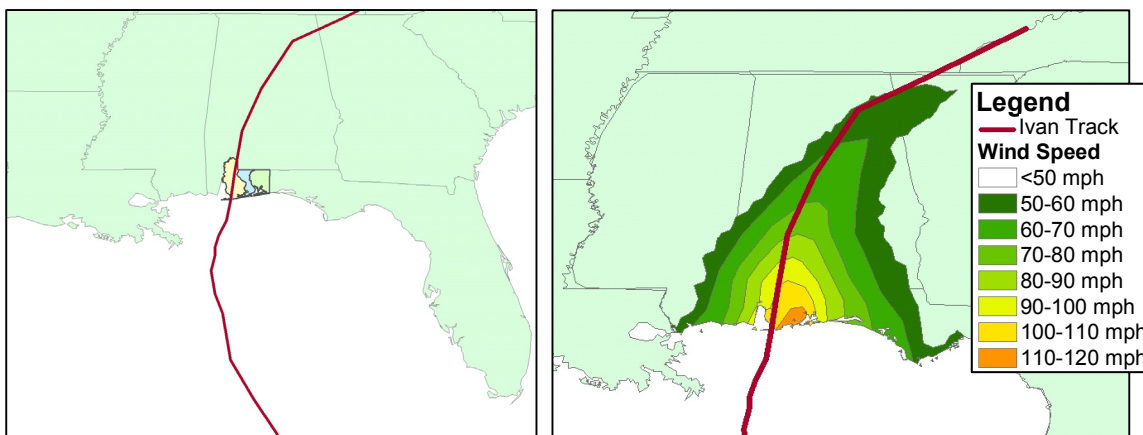 Legend
Ivan Track
Wind Speed
<50 mph
50-60 mph
60-70 mph
70-80 mph
80-90 mph
90-100 mph
100-110 mph
110-120 mph